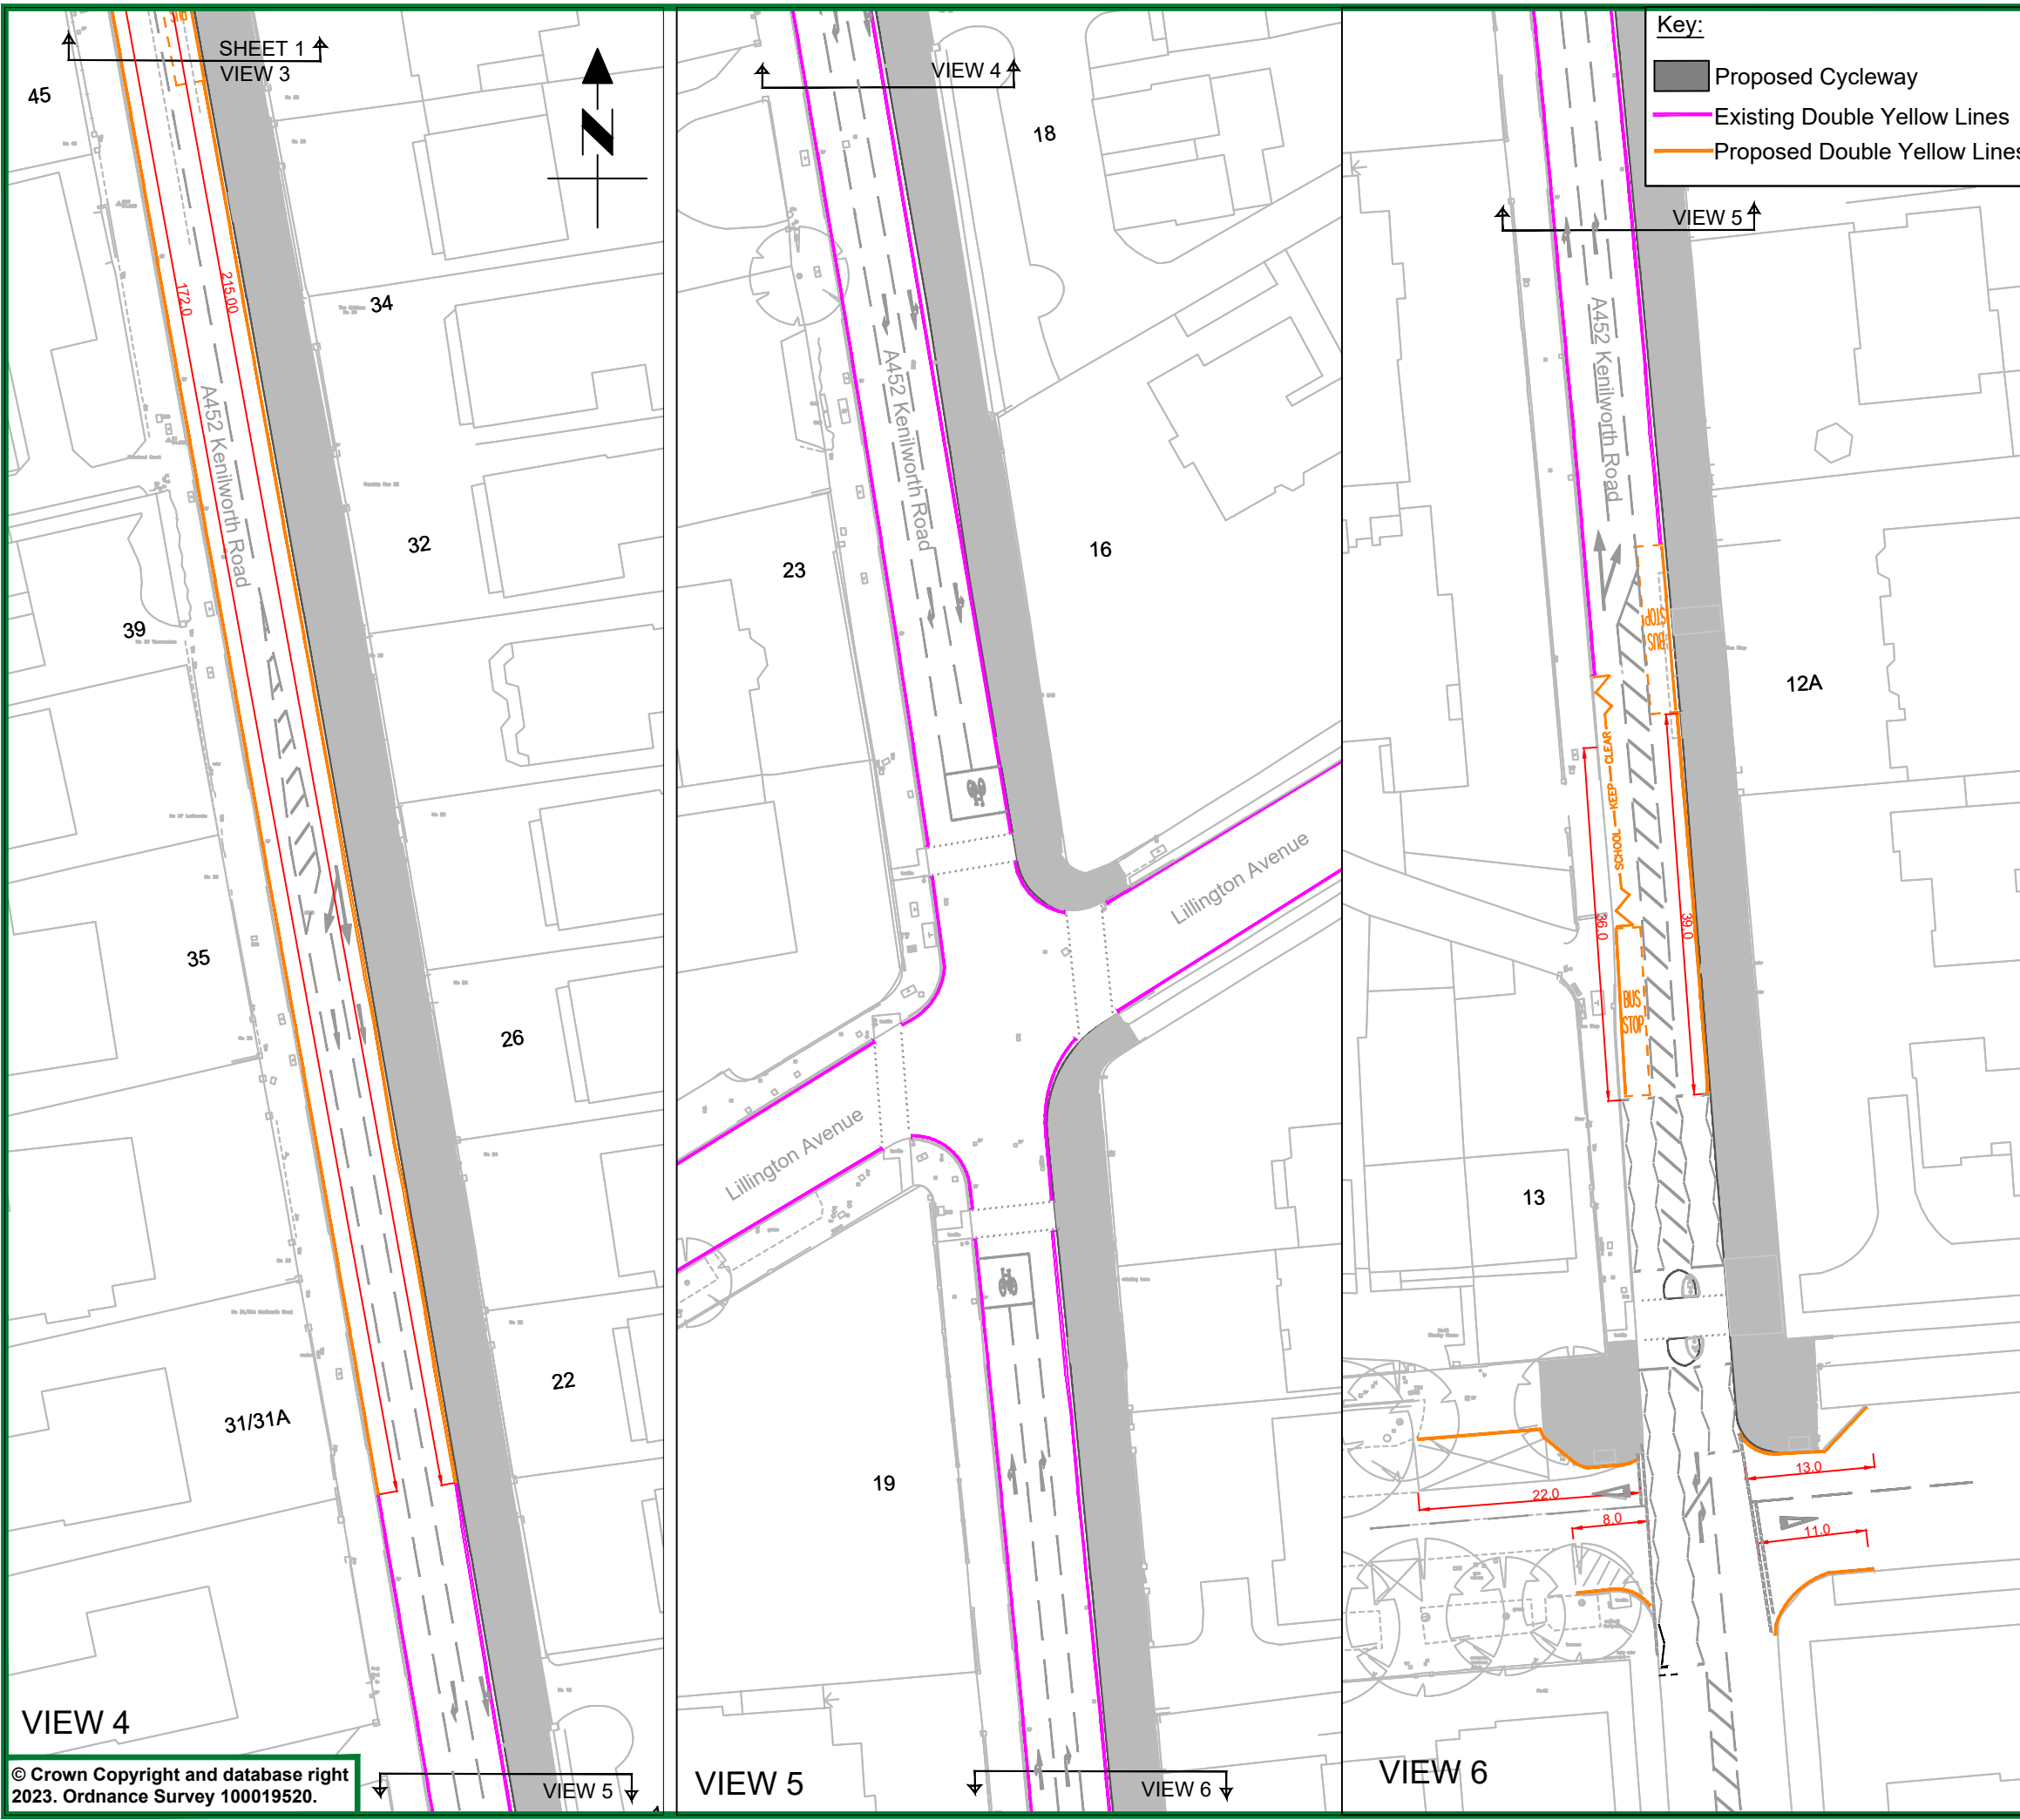 SHEET 1
VIEW 3
45
34
172.0
215.00
A452 Kenilworth Road
32
39
35
26
22
31/31A
VIEW 4
© Crown Copyright and database right
2023. Ordnance Survey 100019520.
VIEW 5
VIEW 4
18
A452 Kenilworth Road
23
16
Lillington Avenue
Lillington Avenue
19
VIEW 5
VIEW 6
Key:
Proposed Cycleway
Existing Double Yellow Lines
Proposed Double Yellow Lines
VIEW 5
A452 Kenilworth Road
BUS
STOP
12A
SCHOOL KEEP CLEAR
36.0
39.0
BUS
STOP
13
13.0
22.0
8.0
11.0
VIEW 6